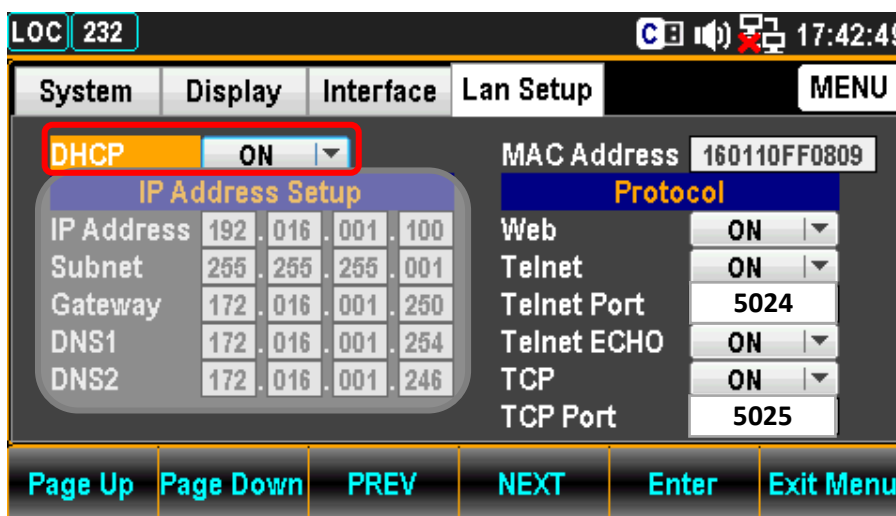 LOC 232 C 17:42:49
System Display Interface Lan Setup MENU
DHCP ON MAC Address 160110FF0809
IP Address Setup Protocol
IP Address 192 . 016 . 001 . 100 Web ON
Subnet 255 . 255 . 255 . 001 Telnet ON
Gateway 172 . 016 . 001 . 250 Telnet Port 5024
DNS1 172 . 016 . 001 . 254 Telnet ECHO ON
DNS2 172 . 016 . 001 . 246 TCP ON
TCP Port 5025
Page Up Page Down PREV NEXT Enter Exit Menu